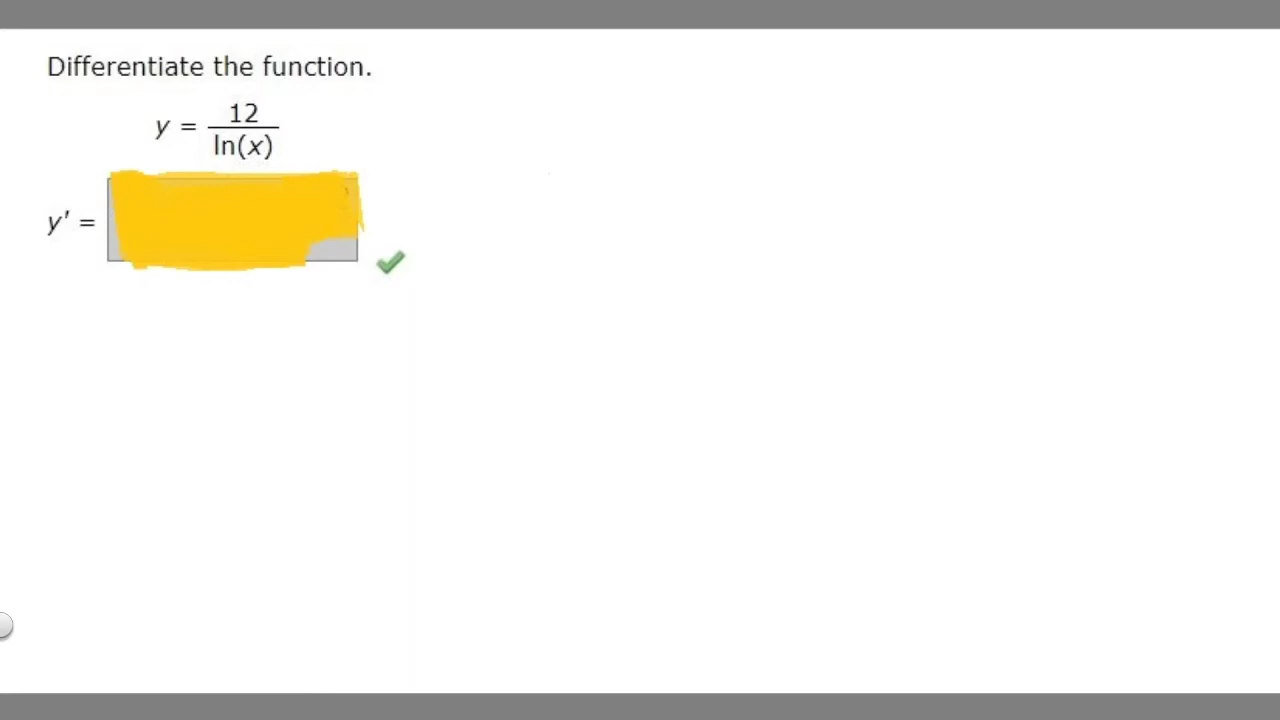 Differentiate the function.
y = 12/ln(x)
y' =